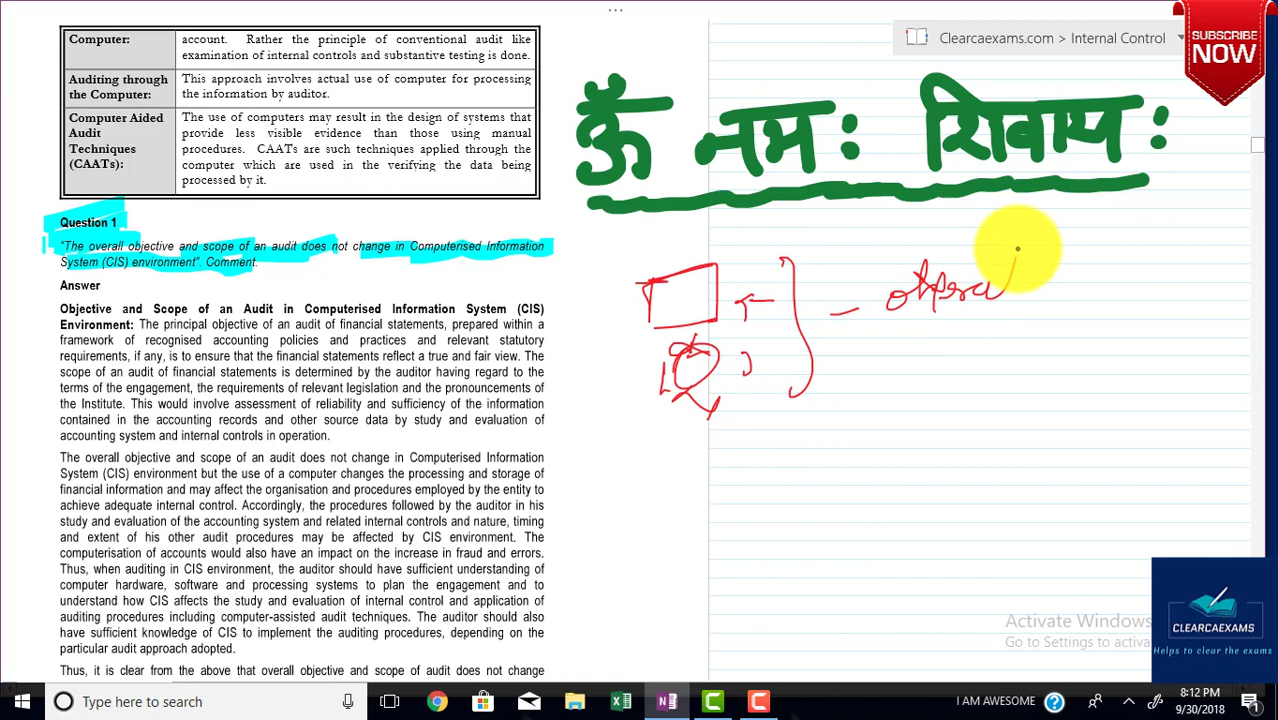 Computer: account. Rather the principle of conventional audit like
examination of internal controls and substantive testing is done.
Auditing through This approach involves actual use of computer for processing
the Computer: the information by auditor.
Computer Aided The use of computers may result in the design of systems that
Audit provide less visible evidence than those using manual
Techniques procedures. CAATs are such techniques applied through the
(CAATs): computer which are used in the verifying the data being
processed by it.
Question 1
"The overall objective and scope of an audit does not change in Computerised Information
System (CIS) environment". Comment.
Answer
Objective and Scope of an Audit in Computerised Information System (CIS)
Environment: The principal objective of an audit of financial statements, prepared within a
framework of recognised accounting policies and practices and relevant statutory
requirements, if any, is to ensure that the financial statements reflect a true and fair view. The
scope of an audit of financial statements is determined by the auditor having regard to the
terms of the engagement, the requirements of relevant legislation and the pronouncements of
the Institute. This would involve assessment of reliability and sufficiency of the information
contained in the accounting records and other source data by study and evaluation of
accounting system and internal controls in operation.
The overall objective and scope of an audit does not change in Computerised Information
System (CIS) environment but the use of a computer changes the processing and storage of
financial information and may affect the organisation and procedures employed by the entity to
achieve adequate internal control. Accordingly, the procedures followed by the auditor in his
study and evaluation of the accounting system and related internal controls and nature, timing
and extent of his other audit procedures may be affected by CIS environment. The
computerisation of accounts would also have an impact on the increase in fraud and errors.
Thus, when auditing in CIS environment, the auditor should have sufficient understanding of
computer hardware, software and processing systems to plan the engagement and to
understand how CIS affects the study and evaluation of internal control and application of
auditing procedures including computer-assisted audit techniques. The auditor should also
have sufficient knowledge of CIS to implement the auditing procedures, depending on the
particular audit approach adopted.
Thus, it is clear from the above that overall objective and scope of audit does not change
Clearcaexams.com > Internal Control
SUBSCRIBE
NOW
ॐ नमः शिवाय :
opera
Activate Windows
Go to Settings to activa
CLEARCAEXAMS
Helps to clear the exams
Type here to search
I AM AWESOME
8:12 PM
9/30/2018